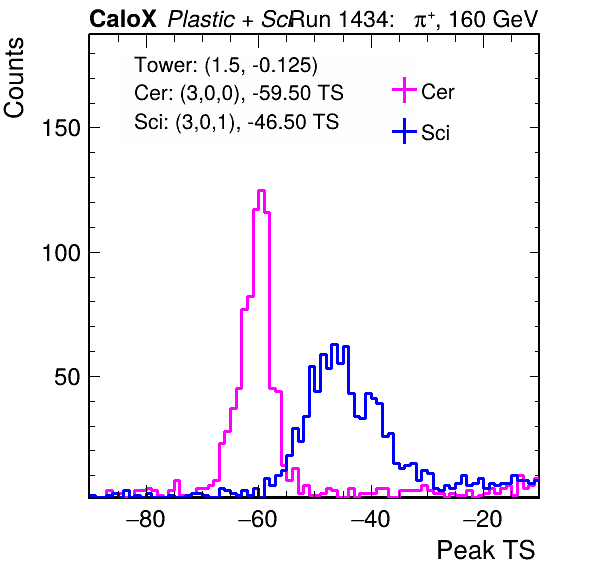 CaloX Plastic + SciRun 1434: π⁺, 160 GeV
Counts
Tower: (1.5, -0.125)
Cer: (3,0,0), -59.50 TS
Sci: (3,0,1), -46.50 TS
Cer
Sci
150
100
50
−80 −60 −40 −20
Peak TS